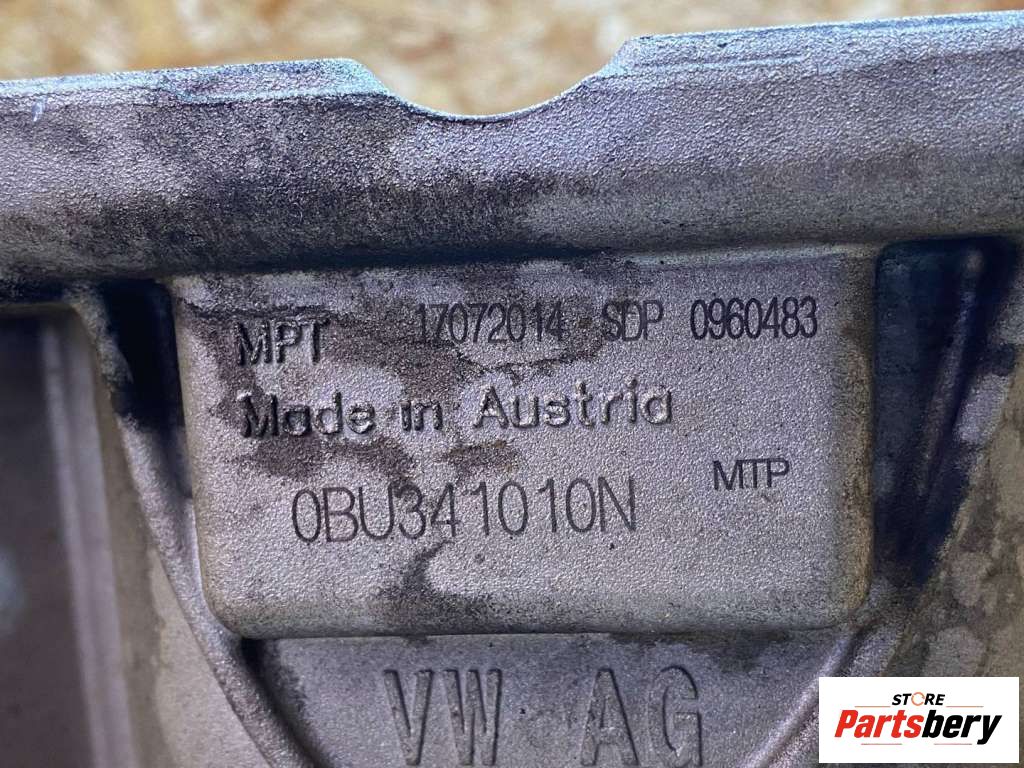 MPT 17072014 SDP 0960483
Made in Austria
0BU341010N MTP
VW AG
STORE
Partsbery